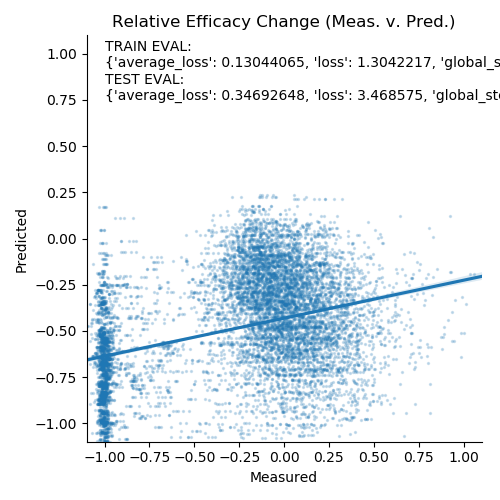 Relative Efficacy Change (Meas. v. Pred.)
TRAIN EVAL:
{'average_loss': 0.13044065, 'loss': 1.3042217, 'global_s
TEST EVAL:
{'average_loss': 0.34692648, 'loss': 3.468575, 'global_st
1.00
0.75
0.50
0.25
0.00
−0.25
−0.50
−0.75
−1.00
Predicted
−1.00 −0.75 −0.50 −0.25 0.00 0.25 0.50 0.75 1.00
Measured